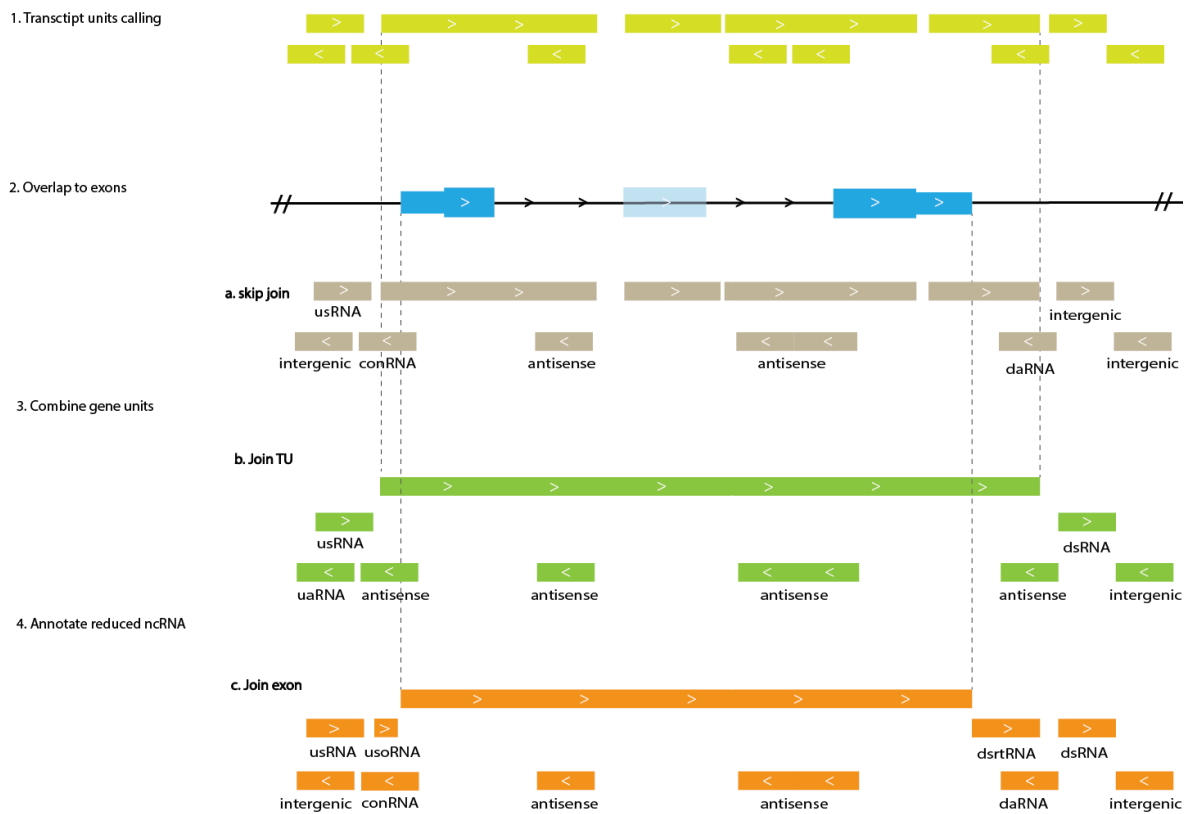 1. Transctipt units calling
2. Overlap to exons
a. skip join
usRNA
intergenic
intergenic
conRNA
antisense
antisense
daRNA
intergenic
3. Combine gene units
b. Join TU
usRNA
dsRNA
uaRNA
antisense
antisense
antisense
antisense
intergenic
4. Annotate reduced ncRNA
c. Join exon
usRNA
usoRNA
dsrtRNA
dsRNA
intergenic
conRNA
antisense
antisense
daRNA
intergenic